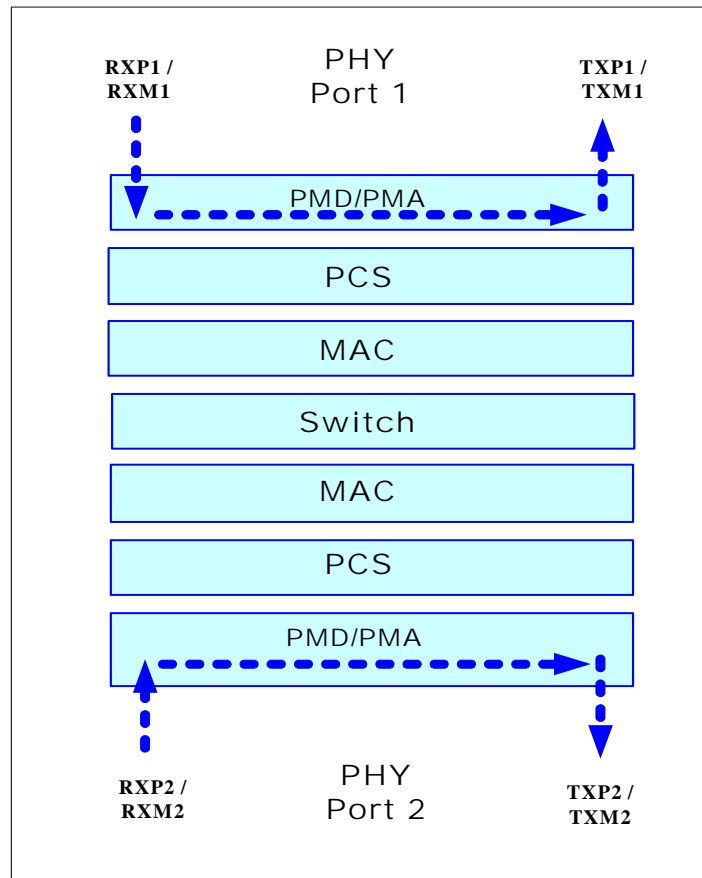 RXP1 /
RXM1
PHY
Port 1
TXP1 /
TXM1
PMD/PMA
PCS
MAC
Switch
MAC
PCS
PMD/PMA
RXP2 /
RXM2
PHY
Port 2
TXP2 /
TXM2